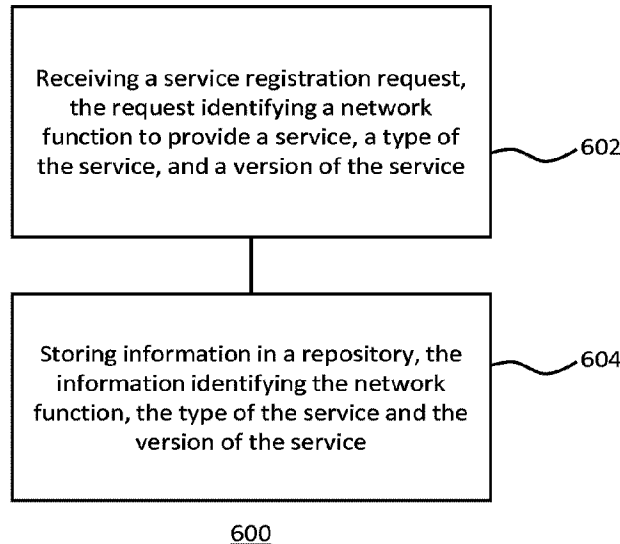 Receiving a service registration request,
the request identifying a network
function to provide a service, a type of
the service, and a version of the service
602
Storing information in a repository, the
information identifying the network
function, the type of the service and the
version of the service
604
600